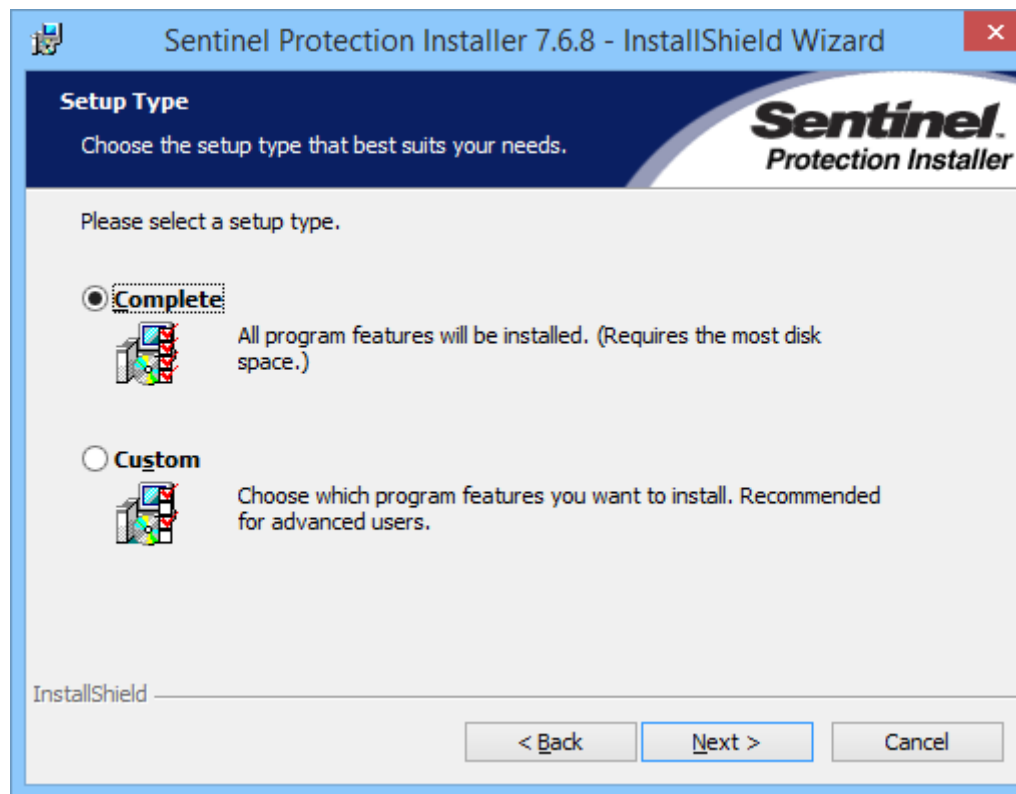 Sentinel Protection Installer 7.6.8 - InstallShield Wizard
Setup Type
Choose the setup type that best suits your needs.
Sentinel.
Protection Installer
Please select a setup type.
Complete
All program features will be installed. (Requires the most disk
space.)
Custom
Choose which program features you want to install. Recommended
for advanced users.
InstallShield
< Back
Next >
Cancel